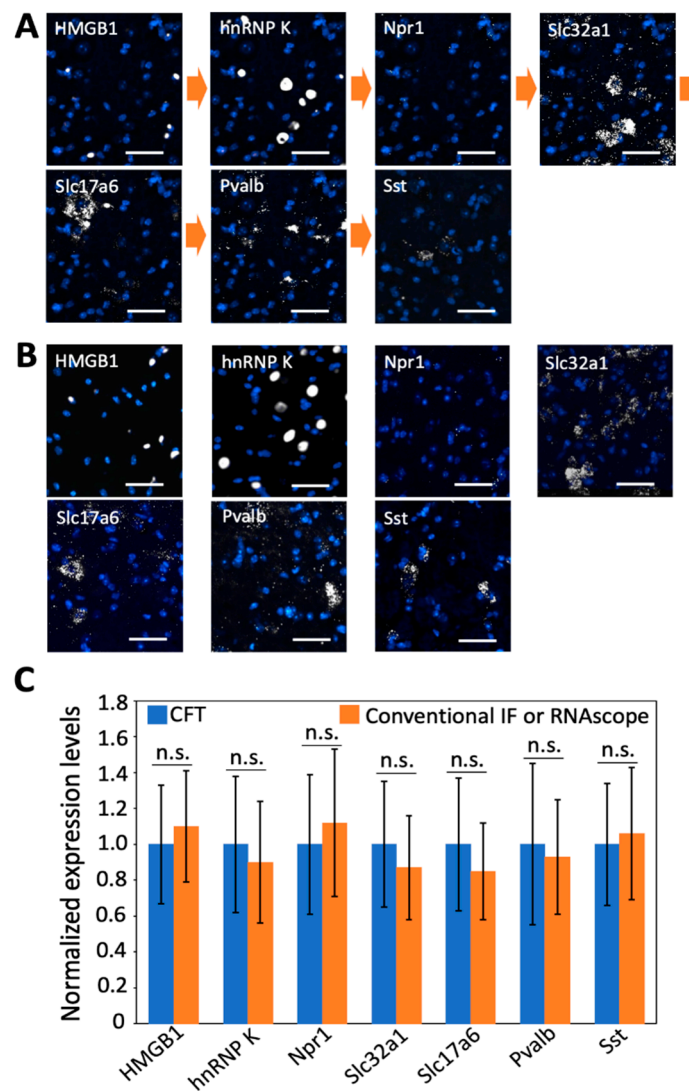 A
HMGB1
hnRNP K
Npr1
Slc32a1
Slc17a6
Pvalb
Sst
B
HMGB1
hnRNP K
Npr1
Slc32a1
Slc17a6
Pvalb
Sst
C
Normalized expression levels
1.8
1.6
1.4
1.2
1.0
0.8
0.6
0.4
0.2
0
CFT
Conventional IF or RNAscope
n.s.
n.s.
n.s.
n.s.
n.s.
n.s.
n.s.
HMGB1
hnRNP K
Npr1
Slc32a1
Slc17a6
Pvalb
Sst